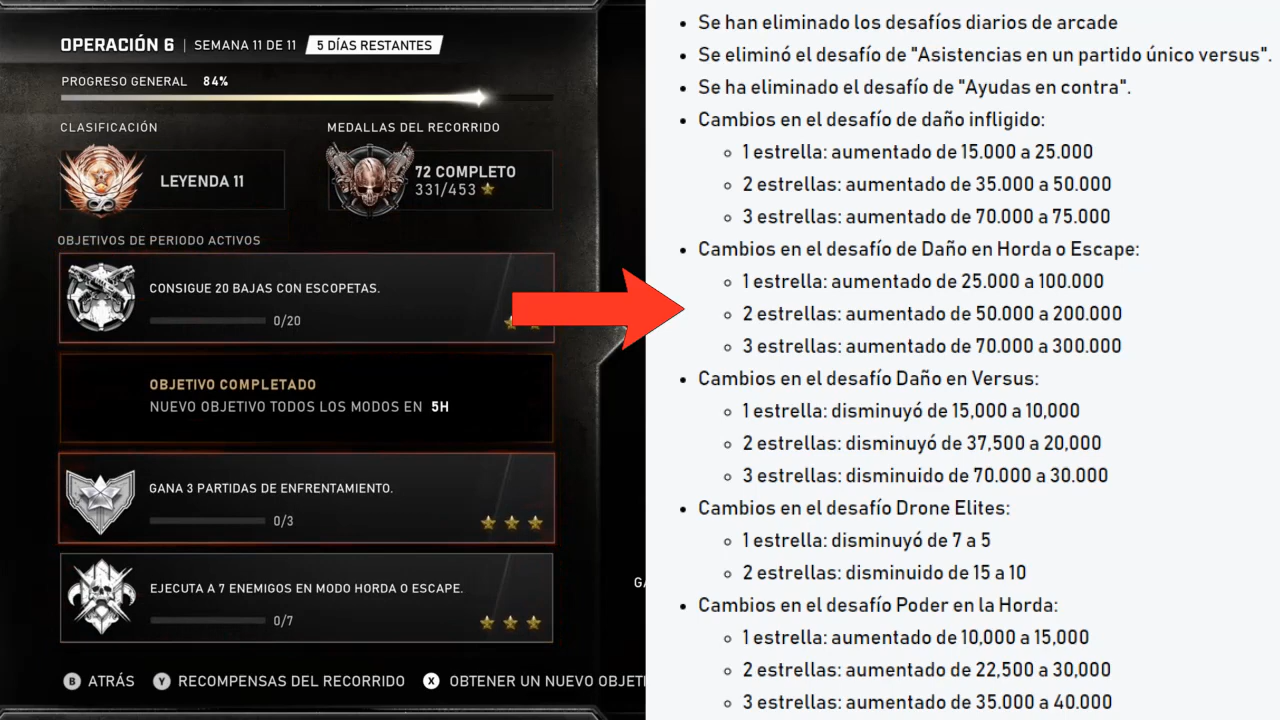 OPERACIÓN 6 | SEMANA 11 DE 11 5 DÍAS RESTANTES
PROGRESO GENERAL 84%
CLASIFICACIÓN
LEYENDA 11
MEDALLAS DEL RECORRIDO
72 COMPLETO
331/453
OBJETIVOS DE PERIODO ACTIVOS
CONSIGUE 20 BAJAS CON ESCOPETAS.
0/20
OBJETIVO COMPLETADO
NUEVO OBJETIVO TODOS LOS MODOS EN 5H
GANA 3 PARTIDAS DE ENFRENTAMIENTO.
0/3
EJECUTA A 7 ENEMIGOS EN MODO HORDA O ESCAPE.
0/7
B ATRÁS Y RECOMPENSAS DEL RECORRIDO X OBTENER UN NUEVO OBJETI
Se han eliminado los desafíos diarios de arcade
Se eliminó el desafío de "Asistencias en un partido único versus".
Se ha eliminado el desafío de "Ayudas en contra".
Cambios en el desafío de daño infligido:
1 estrella: aumentado de 15.000 a 25.000
2 estrellas: aumentado de 35.000 a 50.000
3 estrellas: aumentado de 70.000 a 75.000
Cambios en el desafío de Daño en Horda o Escape:
1 estrella: aumentado de 25.000 a 100.000
2 estrellas: aumentado de 50.000 a 200.000
3 estrellas: aumentado de 70.000 a 300.000
Cambios en el desafío Daño en Versus:
1 estrella: disminuyó de 15,000 a 10,000
2 estrellas: disminuyó de 37,500 a 20,000
3 estrellas: disminuido de 70.000 a 30.000
Cambios en el desafío Drone Elites:
1 estrella: disminuyó de 7 a 5
2 estrellas: disminuido de 15 a 10
Cambios en el desafío Poder en la Horda:
1 estrella: aumentado de 10,000 a 15,000
2 estrellas: aumentado de 22,500 a 30,000
3 estrellas: aumentado de 35.000 a 40.000